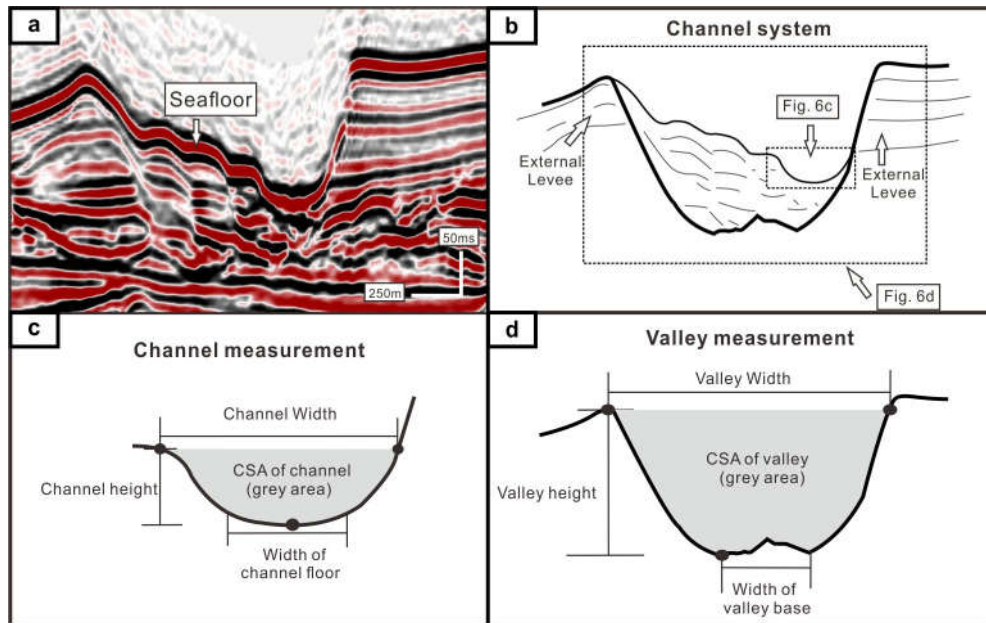 a
Seafloor
50ms
250m
b
Channel system
Fig. 6c
External
Levee
External
Levee
Fig. 6d
c
Channel measurement
Channel Width
CSA of channel
(grey area)
Channel height
Width of
channel floor
d
Valley measurement
Valley Width
CSA of valley
(grey area)
Valley height
Width of
valley base